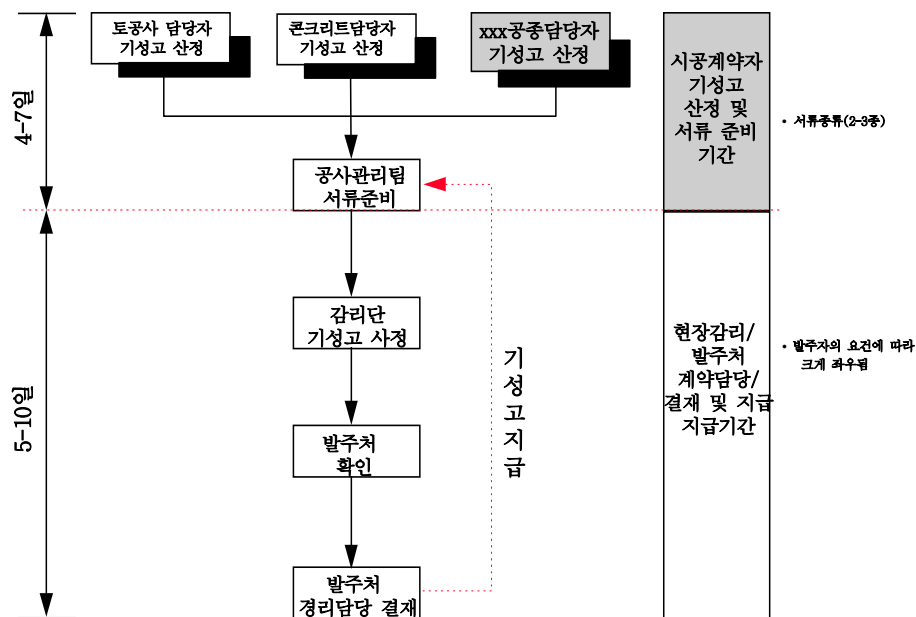 토공사 담당자
기성고 산정
콘크리트담당자
기성고 산정
xxx공종담당자
기성고 산정
시공계약자
기성고
산정 및
서류 준비
기간
• 서류종류(2-3종)
4-7일
공사관리팀
서류준비
감리단
기성고 사정
기성고지급
현장감리/
발주처
계약담당/
결재 및 지급
지급기간
• 발주자의 요건에 따라
크게 좌우됨
5-10일
발주처
확인
발주처
경리담당 결재